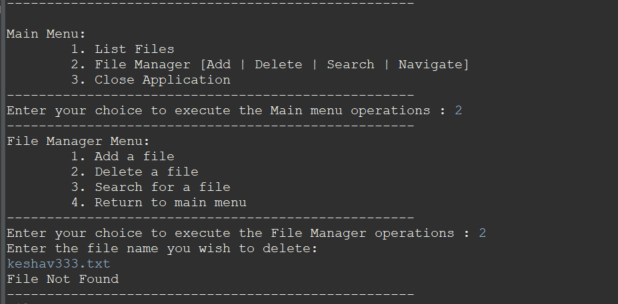 --------------------------------------------------
Main Menu:
1. List Files
2. File Manager [Add | Delete | Search | Navigate]
3. Close Application
--------------------------------------------------
Enter your choice to execute the Main menu operations : 2
--------------------------------------------------
File Manager Menu:
1. Add a file
2. Delete a file
3. Search for a file
4. Return to main menu
--------------------------------------------------
Enter your choice to execute the File Manager operations : 2
Enter the file name you wish to delete:
keshav333.txt
File Not Found
--------------------------------------------------